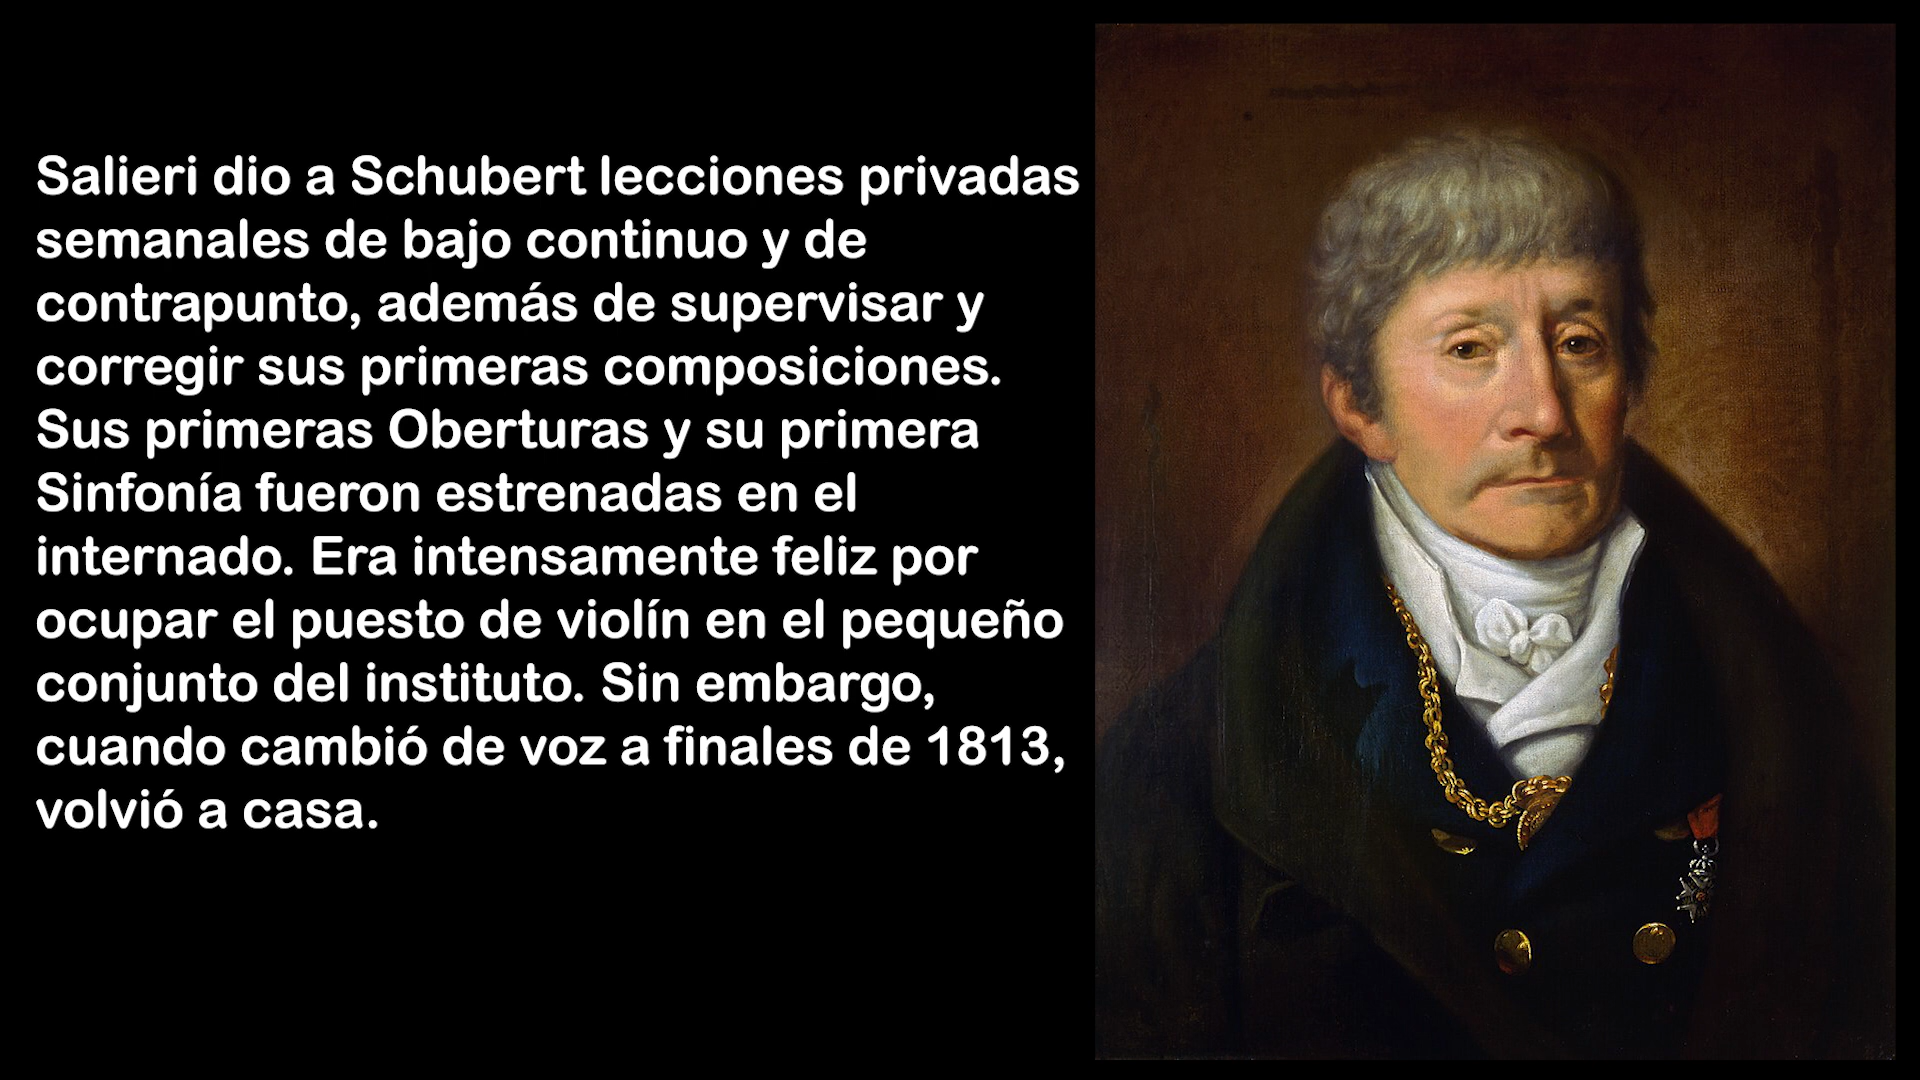 Salieri dio a Schubert lecciones privadas
semanales de bajo continuo y de
contrapunto, además de supervisar y
corregir sus primeras composiciones.
Sus primeras Oberturas y su primera
Sinfonía fueron estrenadas en el
internado. Era intensamente feliz por
ocupar el puesto de violín en el pequeño
conjunto del instituto. Sin embargo,
cuando cambió de voz a finales de 1813,
volvió a casa.